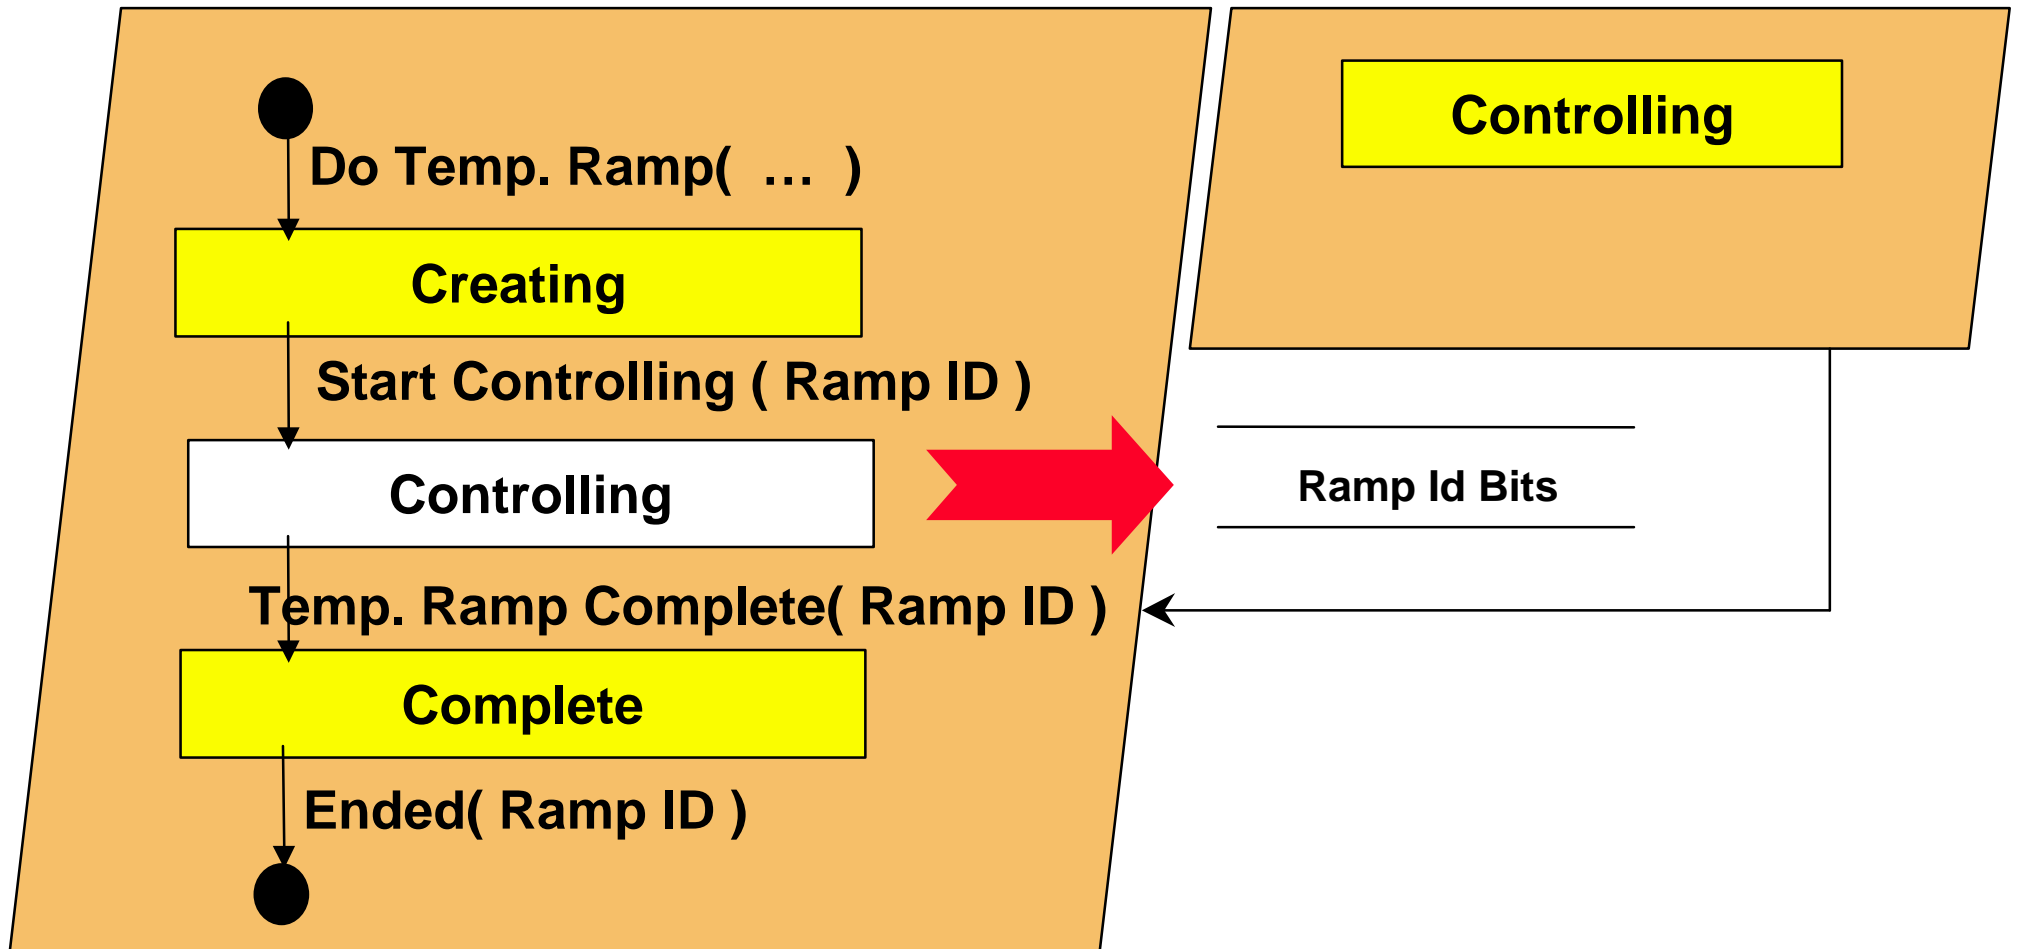 Do Temp. Ramp( … )
Creating
Start Controlling ( Ramp ID )
Controlling
Temp. Ramp Complete( Ramp ID )
Complete
Ended( Ramp ID )
Controlling
Ramp Id Bits